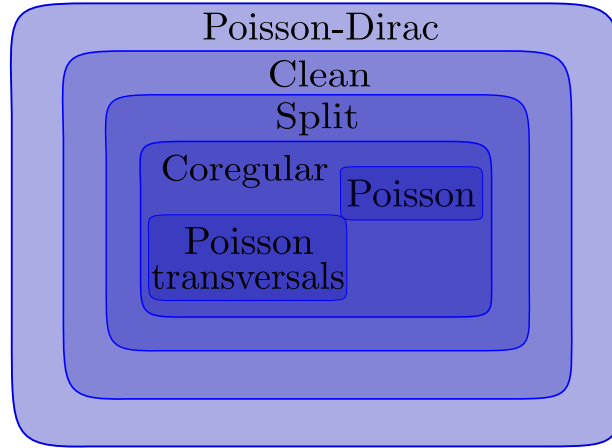 Poisson-Dirac
Clean
Split
Coregular
Poisson
Poisson
transversals